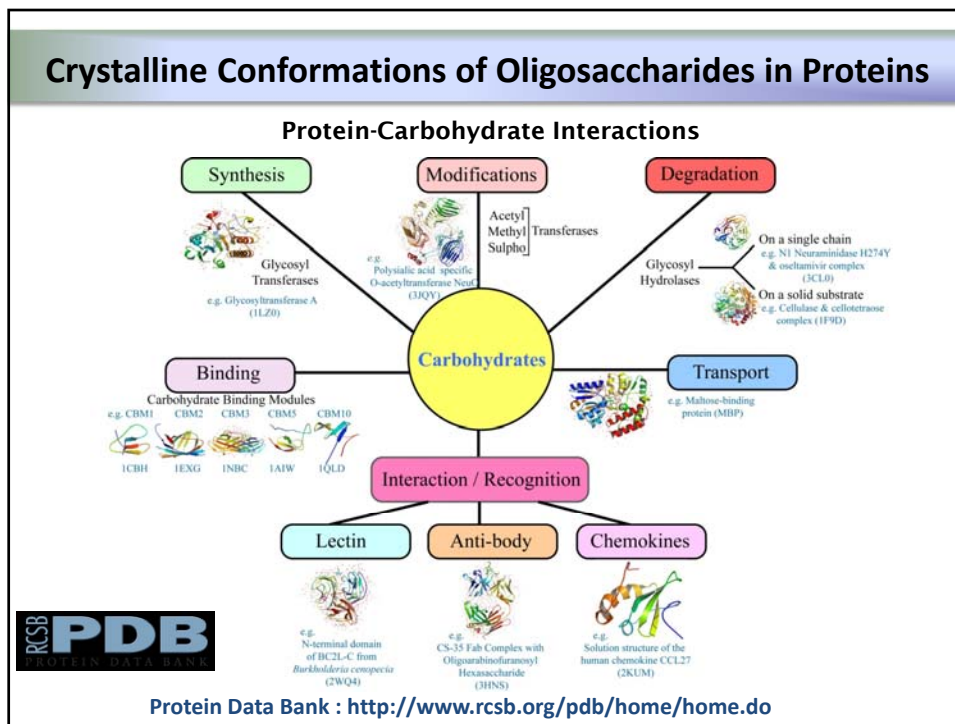 Crystalline Conformations of Oligosaccharides in Proteins
Protein-Carbohydrate Interactions
Synthesis
Glycosyl
Transferases
e.g. Glycosyltransferase A
(1LZ0)
Modifications
Acetyl
Methyl
Sulpho
Transferases
e.g.
Polysialic acid specific
O-acetyltransferase NeuO
(3JQY)
Degradation
Glycosyl
Hydrolases
On a single chain
e.g. N1 Neuraminidase H274Y
& oseltamivir complex
(3CL0)
On a solid substrate
e.g. Cellulase & cellotetraose
complex (1F9D)
Carbohydrates
Binding
Carbohydrate Binding Modules
e.g. CBM1 CBM2 CBM3 CBM5 CBM10
1CBH 1EXG 1NBC 1AIW 1QLD
Transport
e.g. Maltose-binding
protein (MBP)
Interaction / Recognition
Lectin
e.g.
N-terminal domain
of BC2L-C from
Burkholderia cenopecia
(2WQ4)
Anti-body
e.g.
CS-35 Fab Complex with
Oligoarabinofuranosyl
Hexasaccharide
(3HNS)
Chemokines
e.g.
Solution structure of the
human chemokine CCL27
(2KUM)
RCSB
PDB
PROTEIN DATA BANK
Protein Data Bank : http://www.rcsb.org/pdb/home/home.do